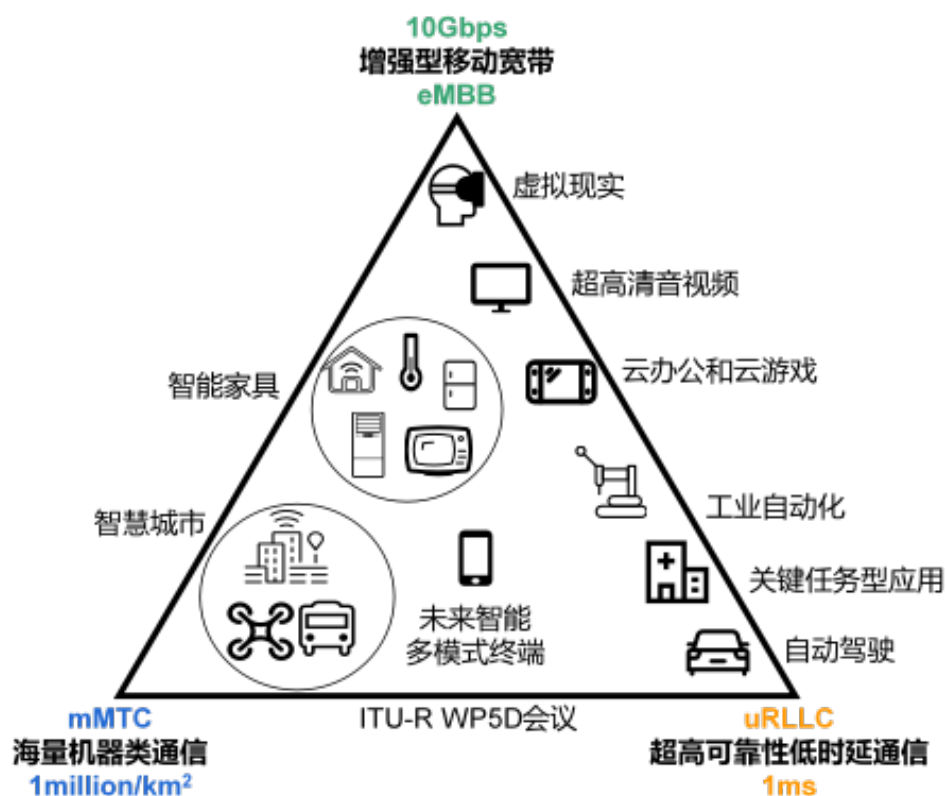 10Gbps
增强型移动宽带
eMBB
虚拟现实
超高清音视频
智能家具
云办公和云游戏
智慧城市
工业自动化
关键任务型应用
未来智能
多模式终端
自动驾驶
mMTC
海量机器类通信
1million/km²
ITU-R WP5D会议
uRLLC
超高可靠性低时延通信
1ms